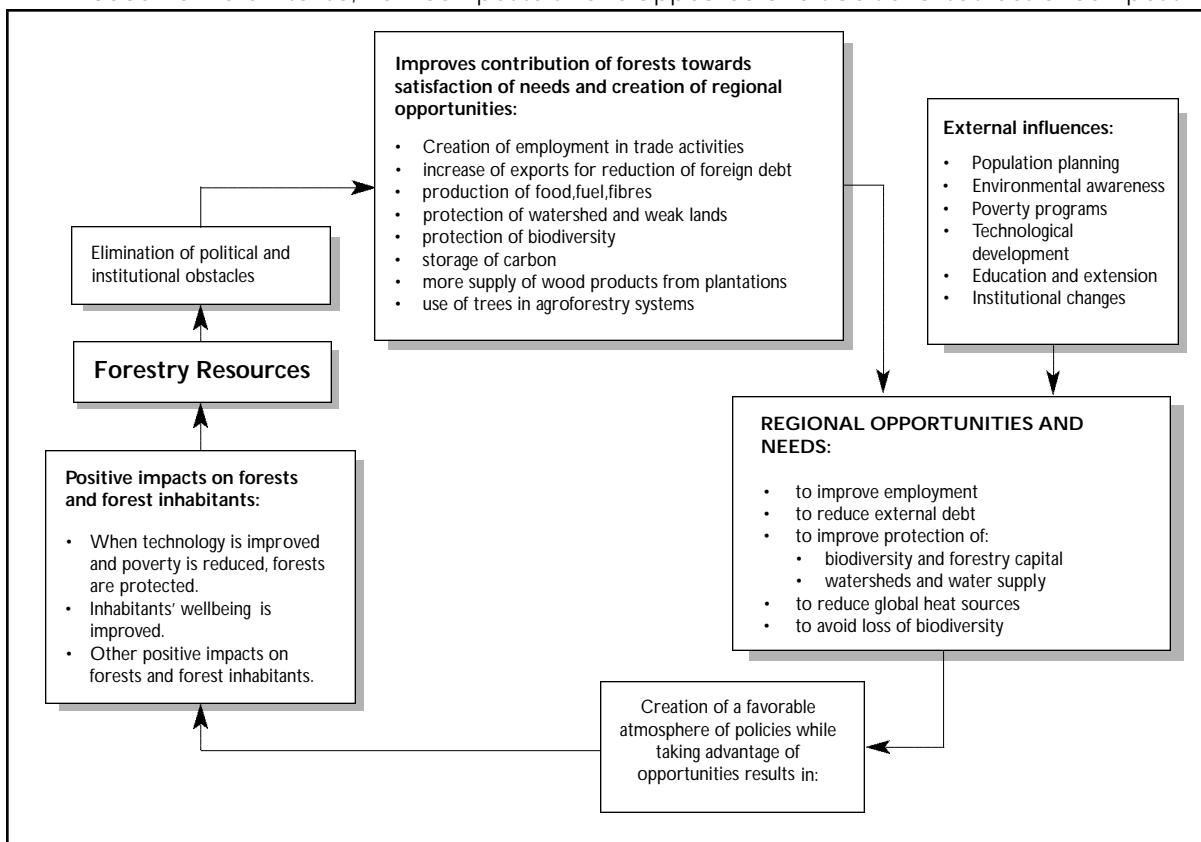 Improves contribution of forests towards
satisfaction of needs and creation of regional
opportunities:
• Creation of employment in trade activities
• increase of exports for reduction of foreign debt
• production of food,fuel,fibres
• protection of watershed and weak lands
• protection of biodiversity
• storage of carbon
• more supply of wood products from plantations
• use of trees in agroforestry systems
External influences:
• Population planning
• Environmental awareness
• Poverty programs
• Technological
development
• Education and extension
• Institutional changes
Elimination of political and
institutional obstacles
Forestry Resources
REGIONAL OPPORTUNITIES AND
NEEDS:
• to improve employment
• to reduce external debt
• to improve protection of:
• biodiversity and forestry capital
• watersheds and water supply
• to reduce global heat sources
• to avoid loss of biodiversity
Positive impacts on forests
and forest inhabitants:
• When technology is improved
and poverty is reduced, forests
are protected.
• Inhabitants' wellbeing is
improved.
• Other positive impacts on
forests and forest inhabitants.
Creation of a favorable
atmosphere of policies while
taking advantage of
opportunities results in: